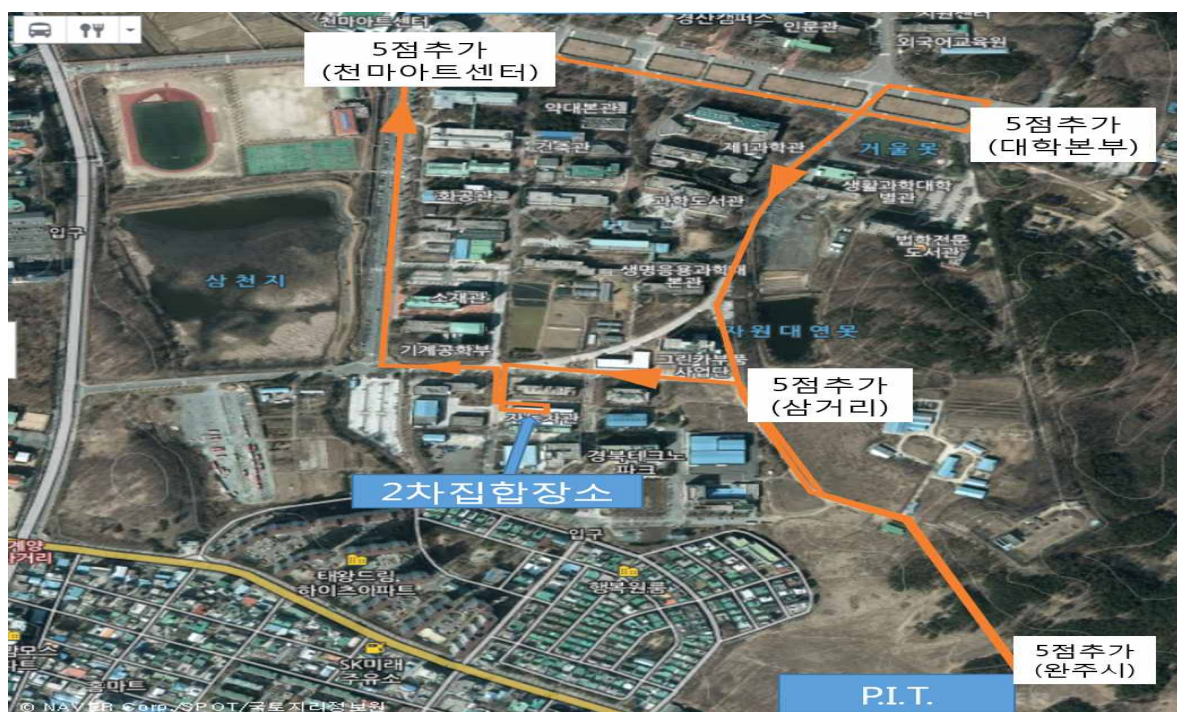 천마아트센터
경산캠퍼스
인문관
외국어교육원
5점추가
(천마아트센터)
약대본관
건축관
제1과학관
거울못
5점추가
(대학본부)
화공관
과학도서관
생활과학대학
별관
법학전문
도서관
입구
삼천지
생명응용과학대
본관
소재관
자원대연못
기계공학부
그린카부품
사업단
5점추가
(삼거리)
경북테크노
파크
2차집합장소
입구
태왕드림
하이츠아파트
행복원룸
SK미래
주유소
홈마트
5점추가
(완주시)
P.I.T.
© NAVER Corp./SPOT/국토지리정보원